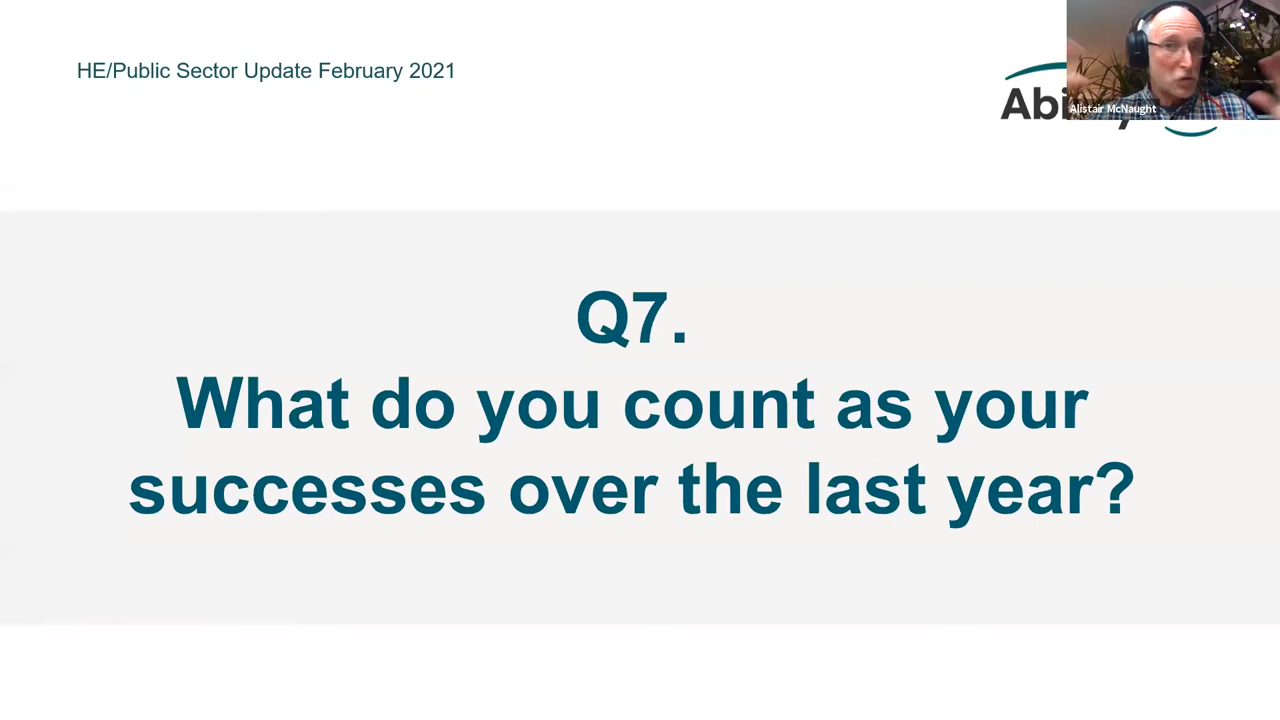 HE/Public Sector Update February 2021
Alistair McNaught
Q7.
What do you count as your
successes over the last year?